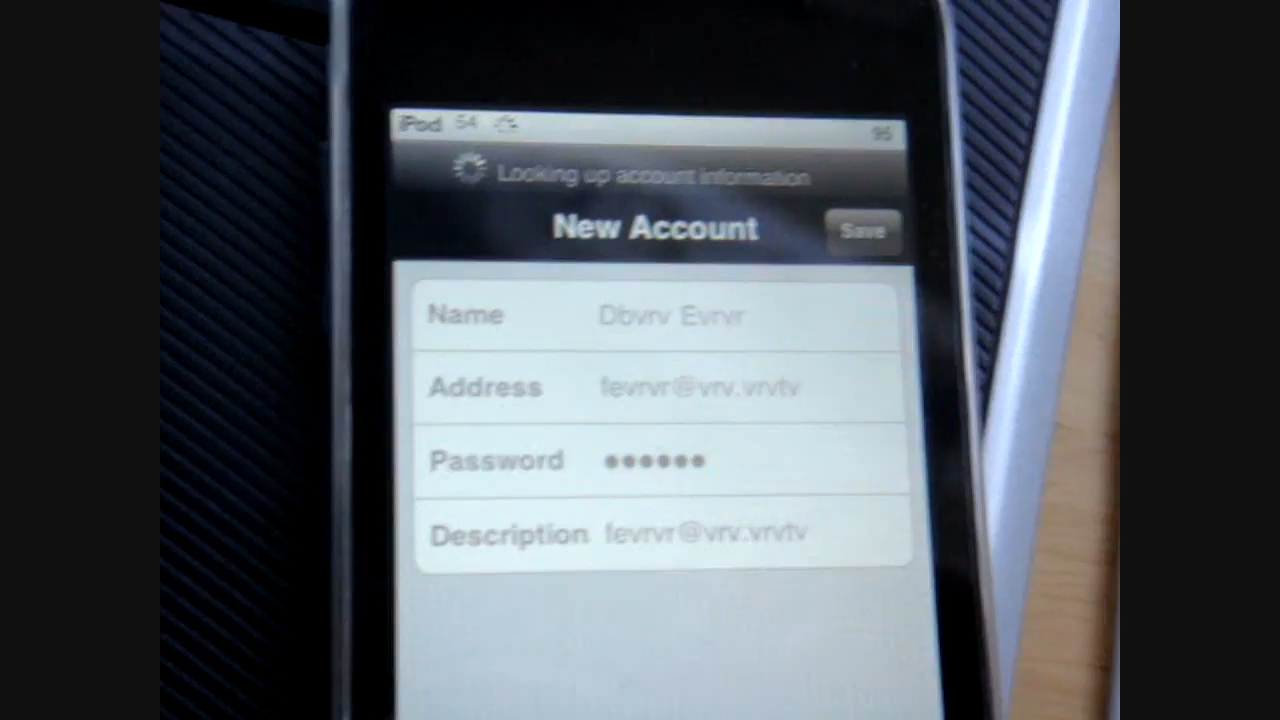 iPod 54 95
Looking up account information
New Account Save
Name Dbvrv Evrvr
Address fevrvr@vrv.vrvtv
Password ●●●●●●
Description fevrvr@vrv.vrvtv